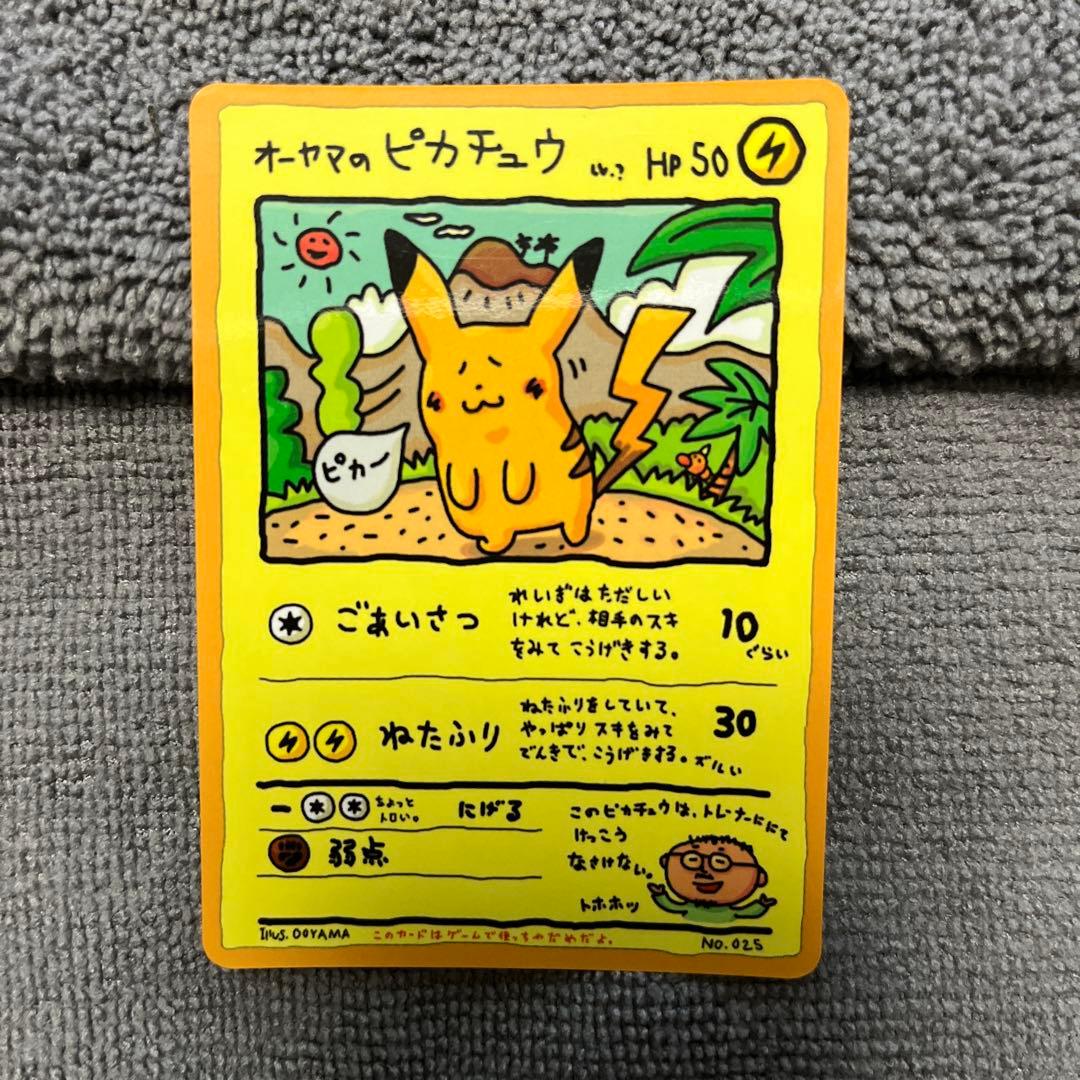 オーヤマの ピカチュウ Lv.? HP 50
ピカー
ごあいさつ
れいぎはただしい
けれど、相手のスキ
をみて こうげきする。
10
ぐらい
ねたふり
ねたふりをしていて、
やっぱり スキをみて
でんきで、こうげきする。ズルい
30
ー
ちょっと
トロい。
にげる
弱点
このピカチュウは、トレーナーににて
けっこう
なさけない。
トホホッ
Illus. OOYAMA
このカードはゲームで使っちゃだめだよ。
NO. 025